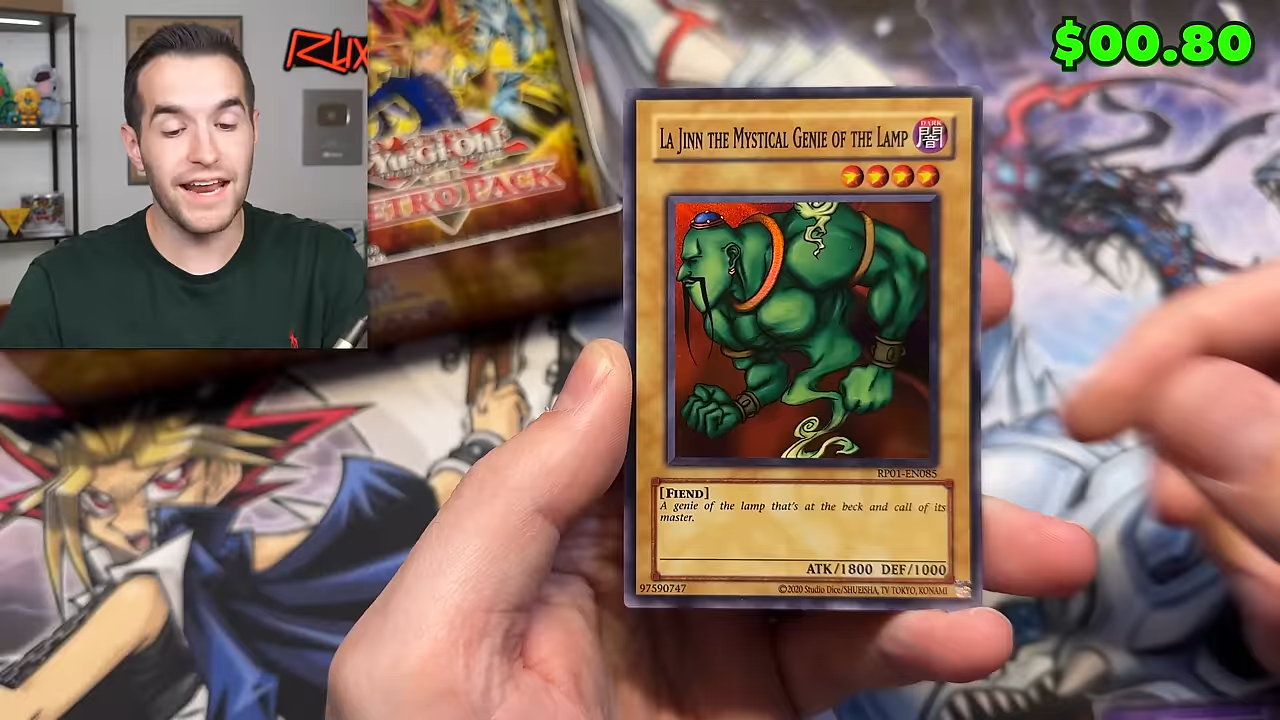 $00.80
RUX
YU-GI-OH!
RETRO PACK
LA JINN THE MYSTICAL GENIE OF THE LAMP
DARK
闇
RP01-EN085
[FIEND]
A genie of the lamp that's at the beck and call of its
master.
ATK/1800 DEF/1000
97590747
©2020 Studio Dice/SHUEISHA, TV TOKYO, KONAMI